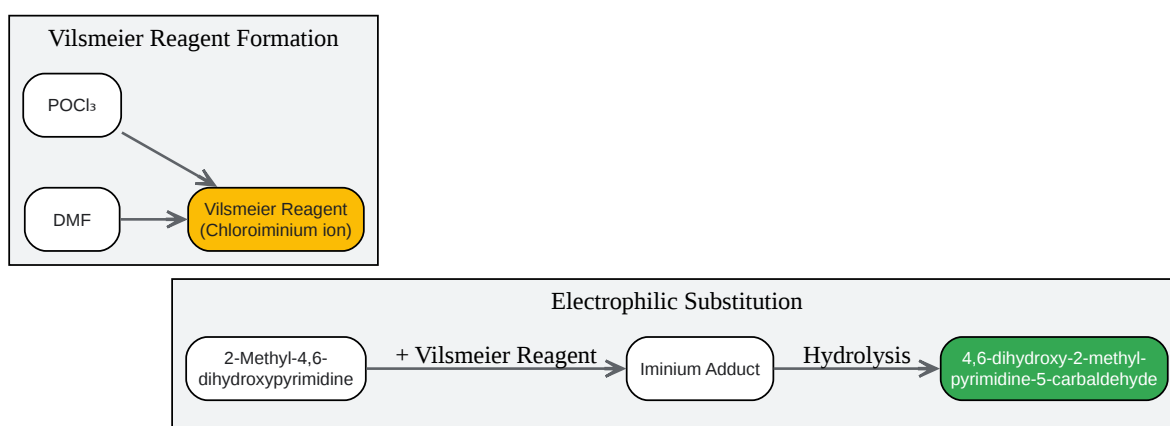 Vilsmeier Reagent Formation
POCl₃
DMF
Vilsmeier Reagent
(Chloroiminium ion)
Electrophilic Substitution
2-Methyl-4,6-
dihydroxypyrimidine
+ Vilsmeier Reagent
Iminium Adduct
Hydrolysis
4,6-dihydroxy-2-methyl-
pyrimidine-5-carbaldehyde